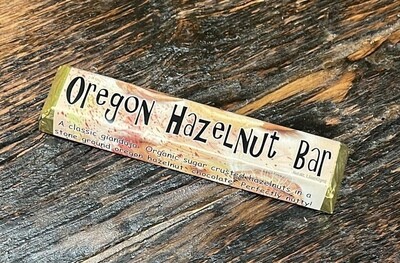 Oregon Hazelnut Bar
A classic gianduja. Organic sugar crusted hazelnuts in a
stone ground oregon hazelnut chocolate. Perfectly nutty!